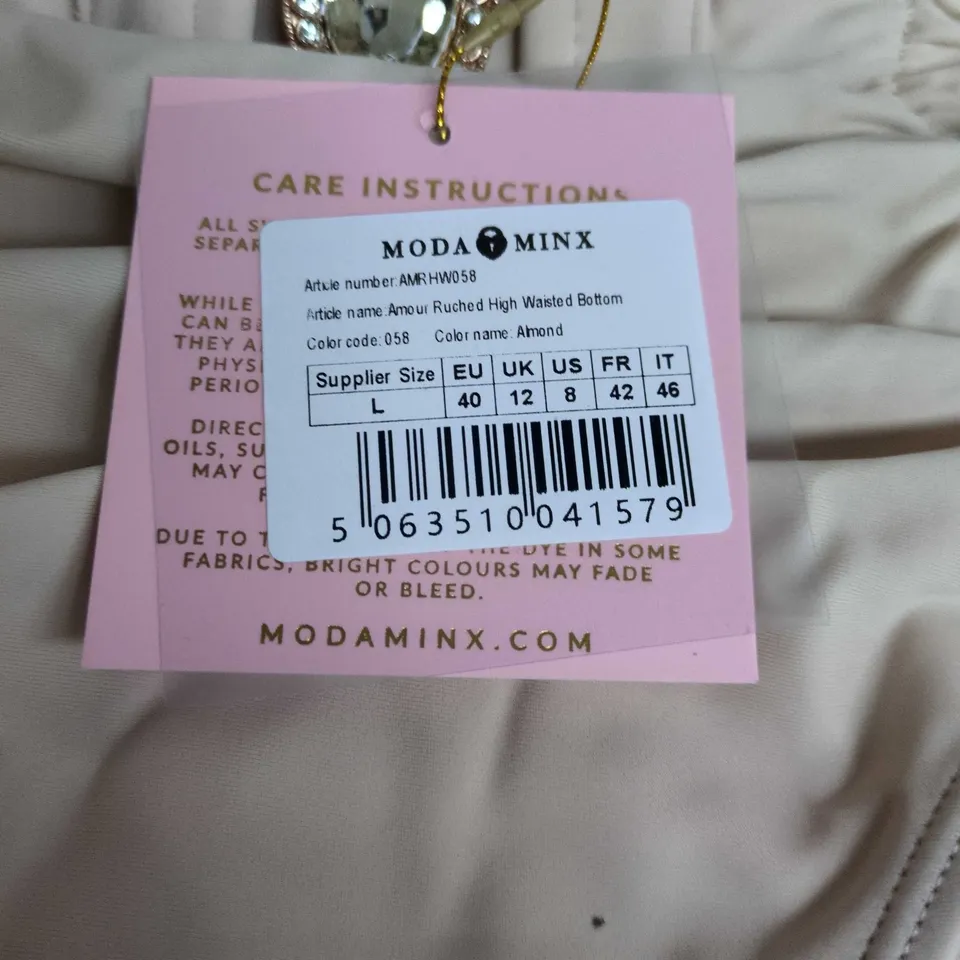 CARE INSTRUCTIONS
ALL
SEPAR
WHILE
CAN BE
THEY A
PHYSI
PERIO
DIREC
OILS, SU
MAY C
DUE TO T THE DYE IN SOME
FABRICS, BRIGHT COLOURS MAY FADE
OR BLEED.
MODAMINX.COM
MODA MINX
Article number:AMRHW058
Article name:Amour Ruched High Waisted Bottom
Color code:058 Color name:Almond
Supplier Size EU UK US FR IT
L 40 12 8 42 46
5 063510 041579